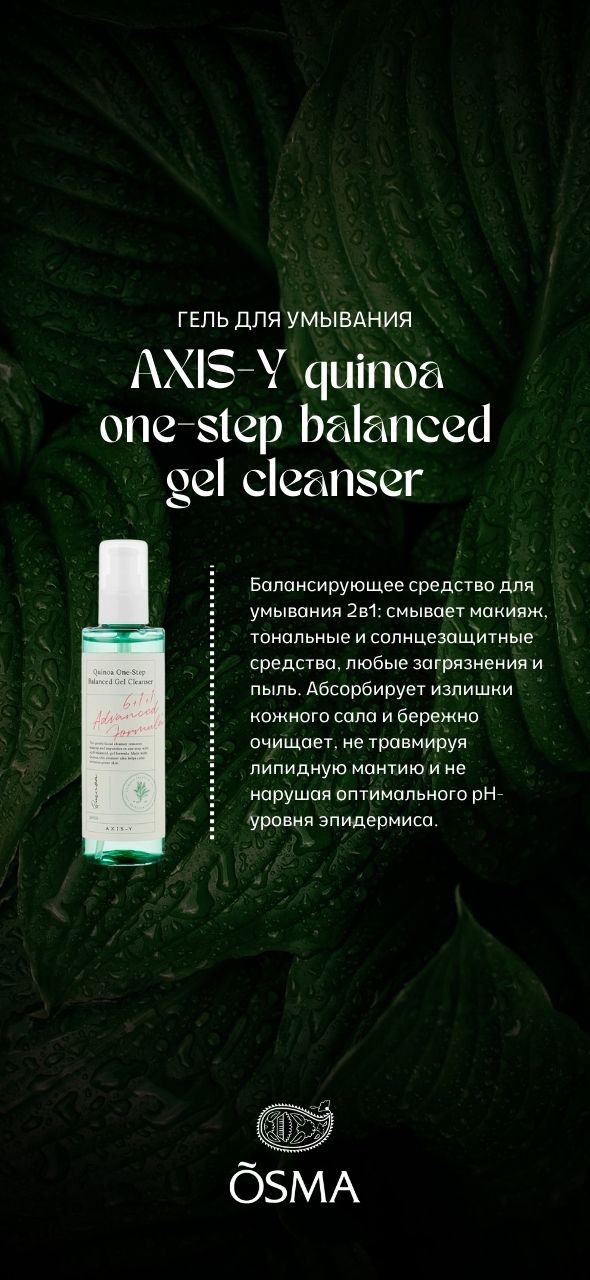 ГЕЛЬ ДЛЯ УМЫВАНИЯ
AXIS-Y quinoa
one-step balanced
gel cleanser
Балансирующее средство для
умывания 2в1: смывает макияж,
тональные и солнцезащитные
средства, любые загрязнения и
пыль. Абсорбирует излишки
кожного сала и бережно
очищает, не травмируя
липидную мантию и не
нарушая оптимального pH-
уровня эпидермиса.
Quinoa One-Step
Balanced Gel Cleanser
6+1+1
Advanced
Formula
Quinoa
AXIS-Y
ÕSMA